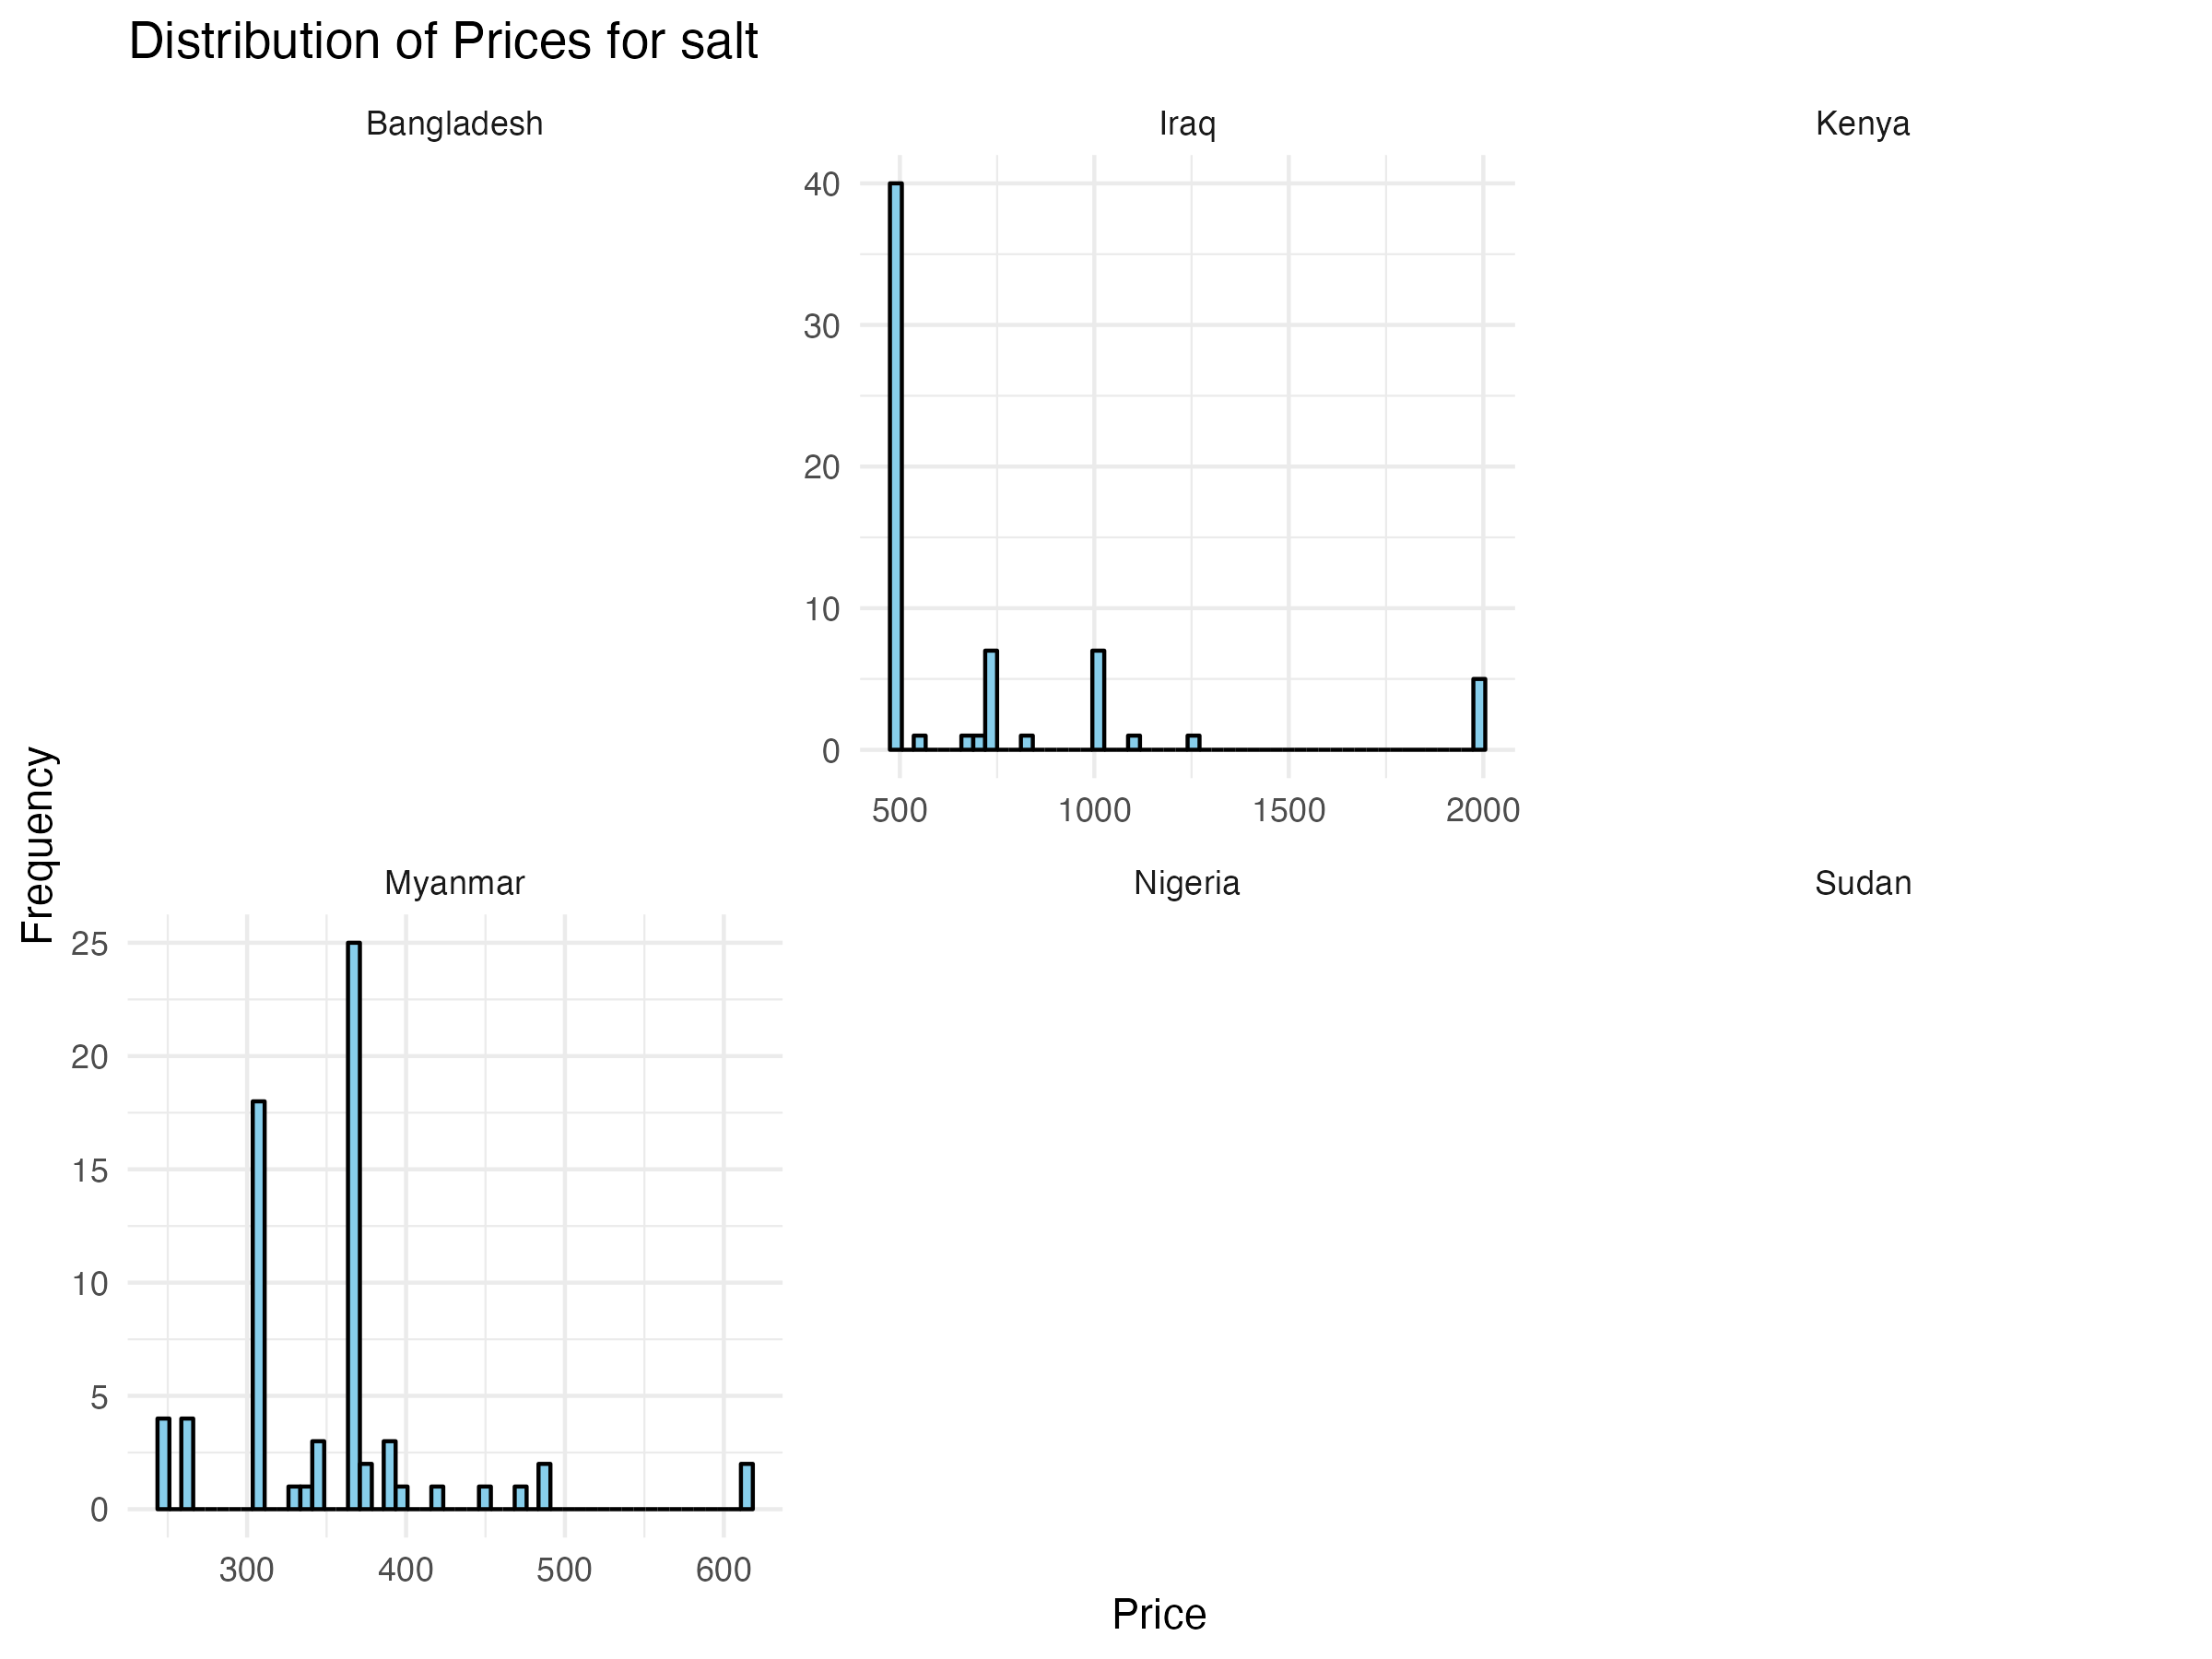 Distribution of Prices for salt
Bangladesh
Iraq
Kenya
40
30
20
10
0
500 1000 1500 2000
Frequency
Myanmar
Nigeria
Sudan
25
20
15
10
5
0
300 400 500 600
Price